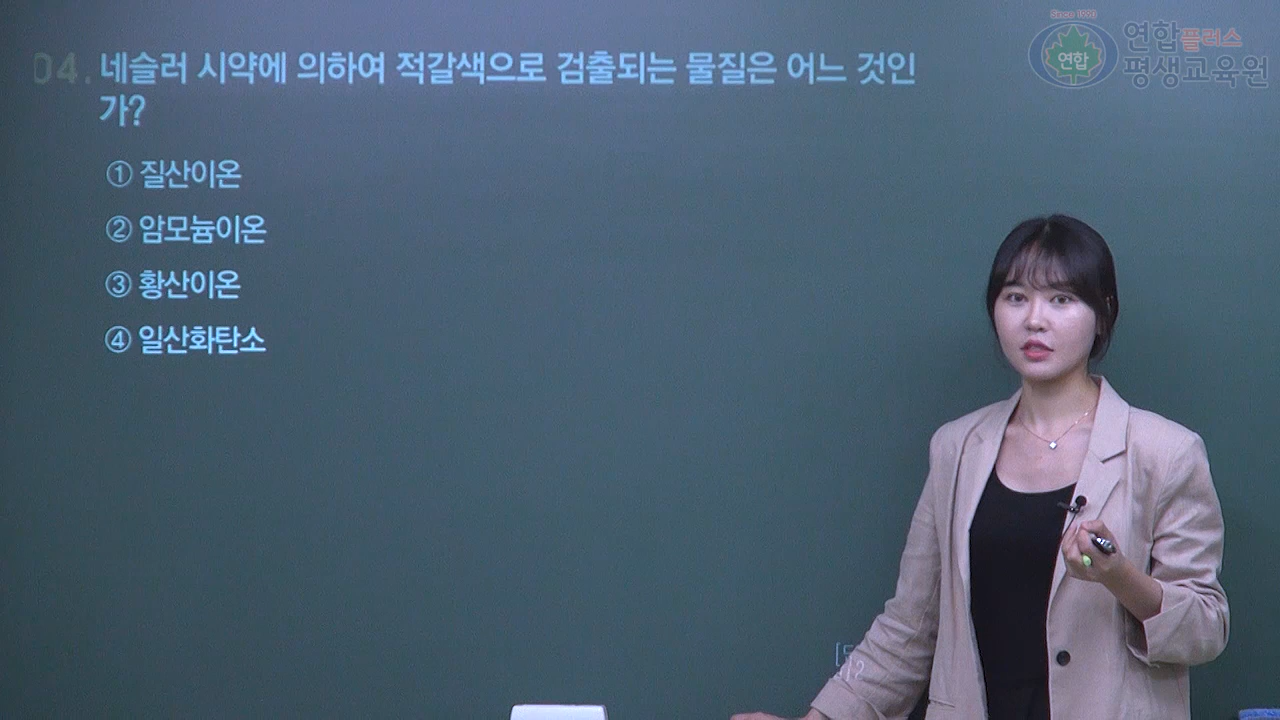 Since 1990
연합
연합플러스
평생교육원
04. 네슬러 시약에 의하여 적갈색으로 검출되는 물질은 어느 것인
가?
① 질산이온
② 암모늄이온
③ 황산이온
④ 일산화탄소